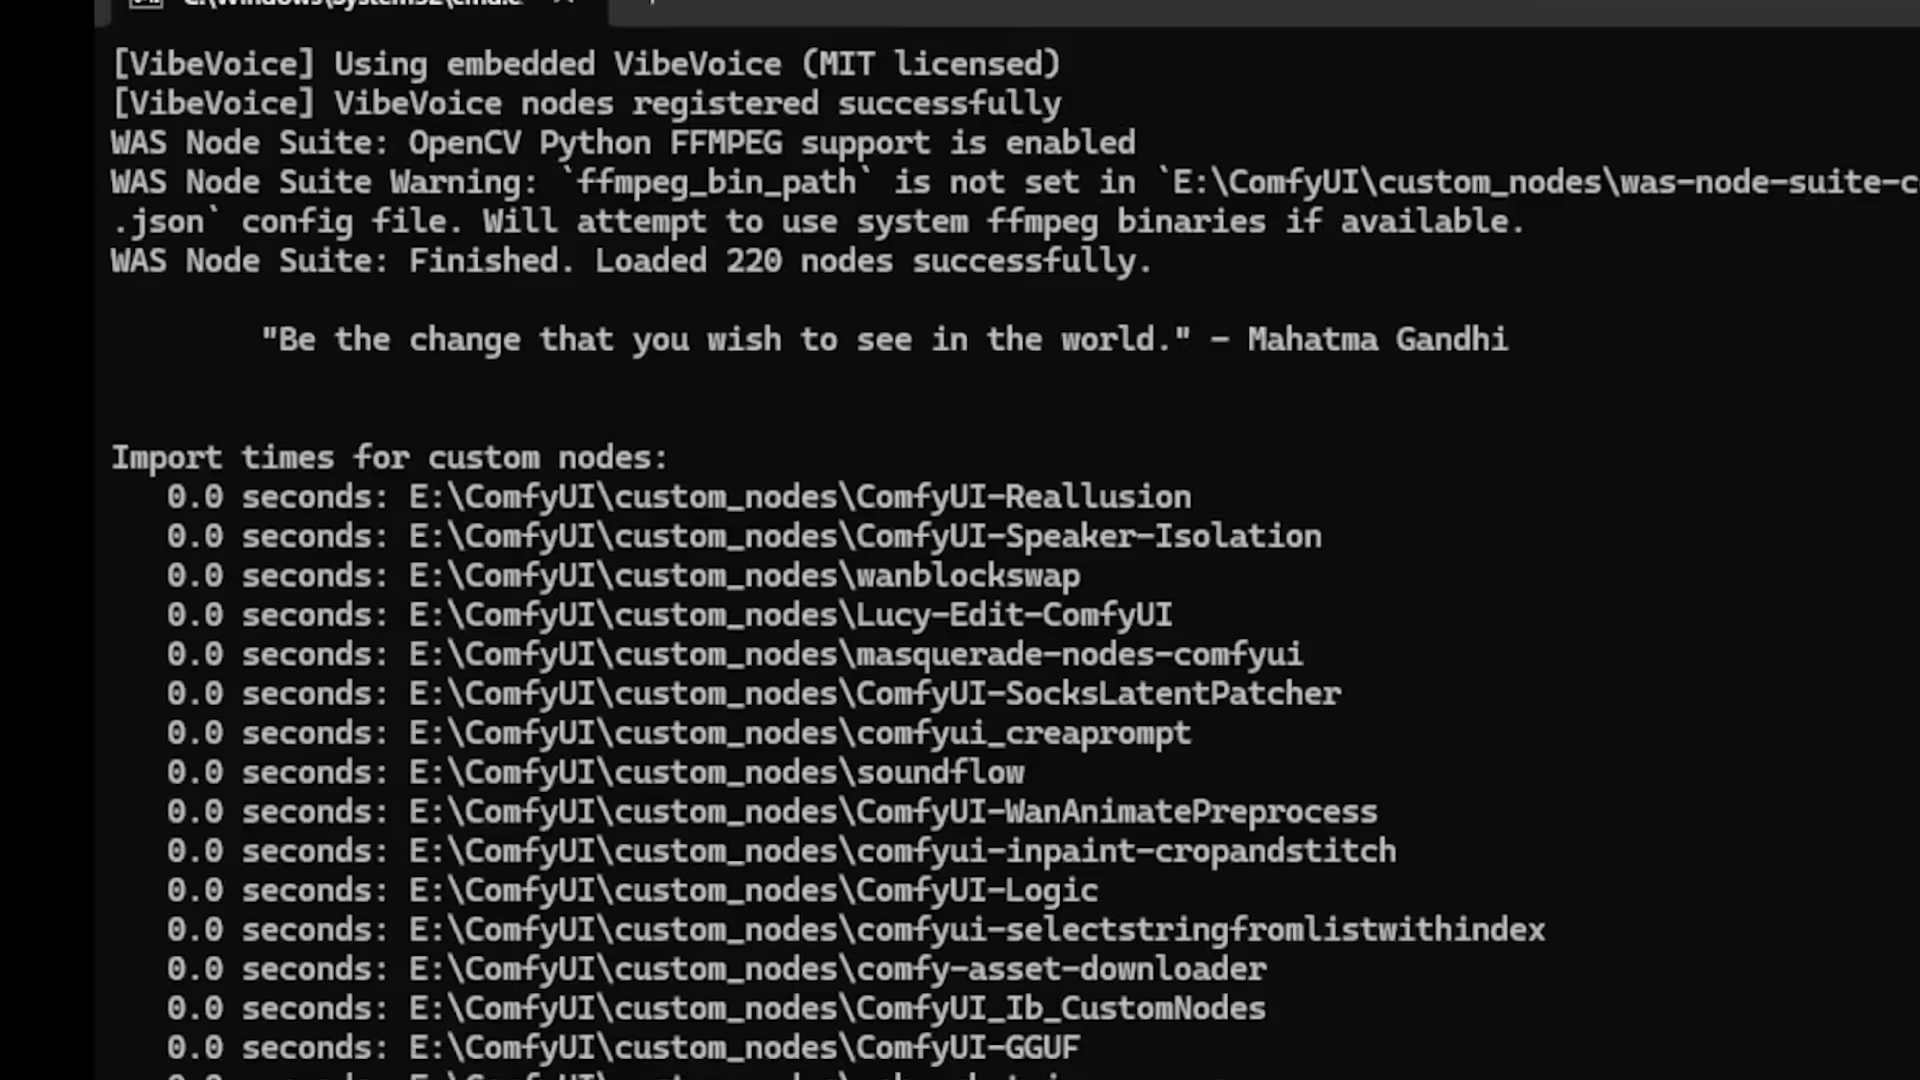 [VibeVoice] Using embedded VibeVoice (MIT licensed)
[VibeVoice] VibeVoice nodes registered successfully
WAS Node Suite: OpenCV Python FFMPEG support is enabled
WAS Node Suite Warning: `ffmpeg_bin_path` is not set in `E:\ComfyUI\custom_nodes\was-node-suite-c
.json` config file. Will attempt to use system ffmpeg binaries if available.
WAS Node Suite: Finished. Loaded 220 nodes successfully.
"Be the change that you wish to see in the world." - Mahatma Gandhi
Import times for custom nodes:
0.0 seconds: E:\ComfyUI\custom_nodes\ComfyUI-Reallusion
0.0 seconds: E:\ComfyUI\custom_nodes\ComfyUI-Speaker-Isolation
0.0 seconds: E:\ComfyUI\custom_nodes\wanblockswap
0.0 seconds: E:\ComfyUI\custom_nodes\Lucy-Edit-ComfyUI
0.0 seconds: E:\ComfyUI\custom_nodes\masquerade-nodes-comfyui
0.0 seconds: E:\ComfyUI\custom_nodes\ComfyUI-SocksLatentPatcher
0.0 seconds: E:\ComfyUI\custom_nodes\comfyui_creaprompt
0.0 seconds: E:\ComfyUI\custom_nodes\soundflow
0.0 seconds: E:\ComfyUI\custom_nodes\ComfyUI-WanAnimatePreprocess
0.0 seconds: E:\ComfyUI\custom_nodes\comfyui-inpaint-cropandstitch
0.0 seconds: E:\ComfyUI\custom_nodes\ComfyUI-Logic
0.0 seconds: E:\ComfyUI\custom_nodes\comfyui-selectstringfromlistwithindex
0.0 seconds: E:\ComfyUI\custom_nodes\comfy-asset-downloader
0.0 seconds: E:\ComfyUI\custom_nodes\ComfyUI_Ib_CustomNodes
0.0 seconds: E:\ComfyUI\custom_nodes\ComfyUI-GGUF